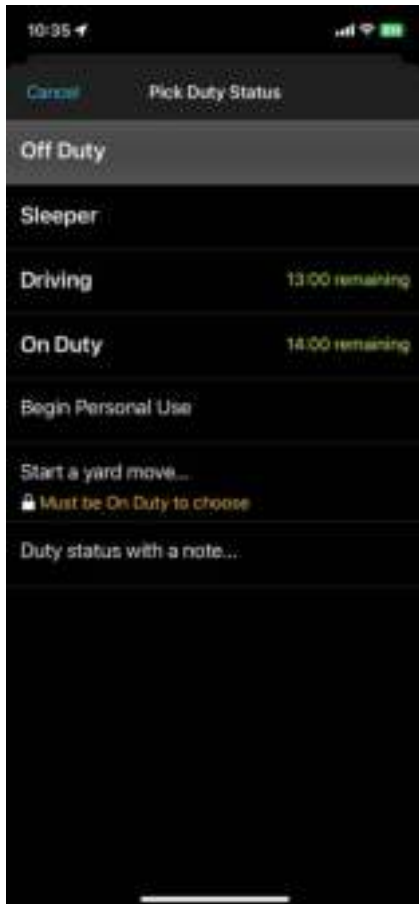 10:35
Cancel
Pick Duty Status
Off Duty
Sleeper
Driving
13:00 remaining
On Duty
14:00 remaining
Begin Personal Use
Start a yard move...
Must be On Duty to choose
Duty status with a note...